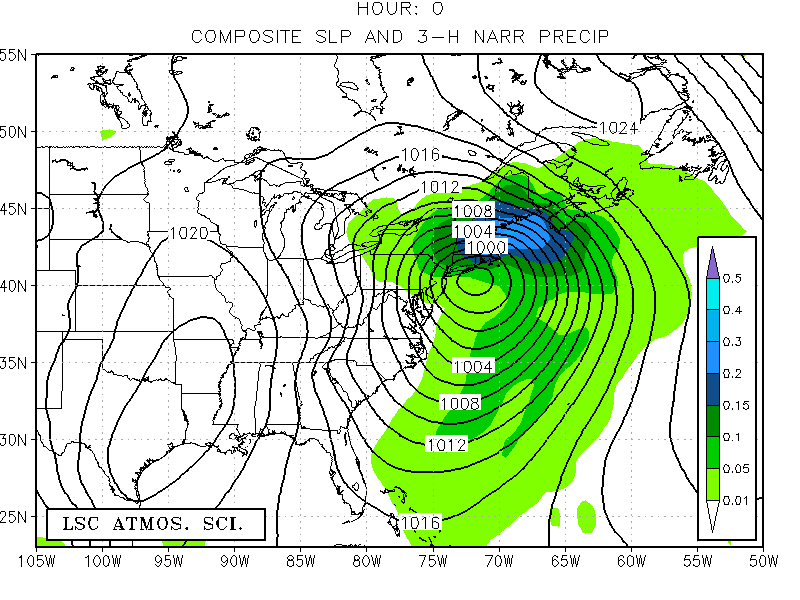 HOUR: 0
COMPOSITE SLP AND 3-H NARR PRECIP
55N
50N
45N
40N
35N
30N
25N
1024
1016
1012
1008
1004
1000
1020
1004
1008
1012
1016
0.5
0.4
0.3
0.2
0.15
0.1
0.05
0.01
LSC ATMOS. SCI.
105W 100W 95W 90W 85W 80W 75W 70W 65W 60W 55W 50W